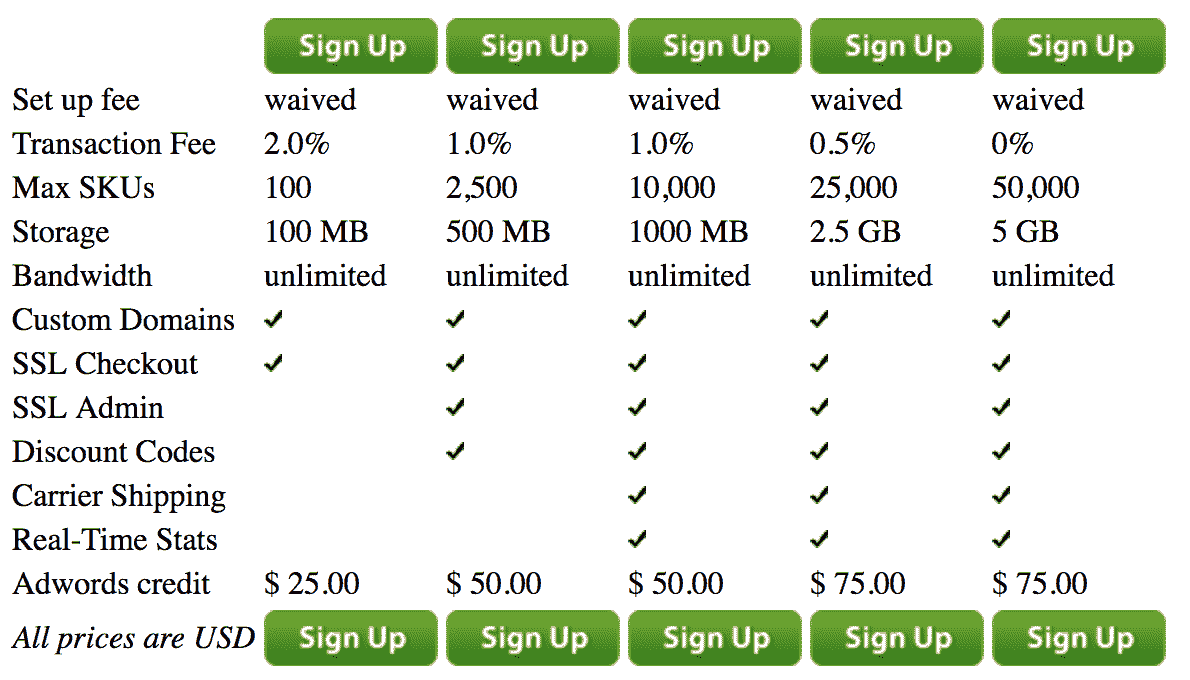 Sign Up Sign Up Sign Up Sign Up Sign Up
Set up fee waived waived waived waived waived
Transaction Fee 2.0% 1.0% 1.0% 0.5% 0%
Max SKUs 100 2,500 10,000 25,000 50,000
Storage 100 MB 500 MB 1000 MB 2.5 GB 5 GB
Bandwidth unlimited unlimited unlimited unlimited unlimited
Custom Domains ✓ ✓ ✓ ✓ ✓
SSL Checkout ✓ ✓ ✓ ✓ ✓
SSL Admin ✓ ✓ ✓ ✓
Discount Codes ✓ ✓ ✓ ✓
Carrier Shipping ✓ ✓ ✓
Real-Time Stats ✓ ✓ ✓
Adwords credit $ 25.00 $ 50.00 $ 50.00 $ 75.00 $ 75.00
All prices are USD Sign Up Sign Up Sign Up Sign Up Sign Up